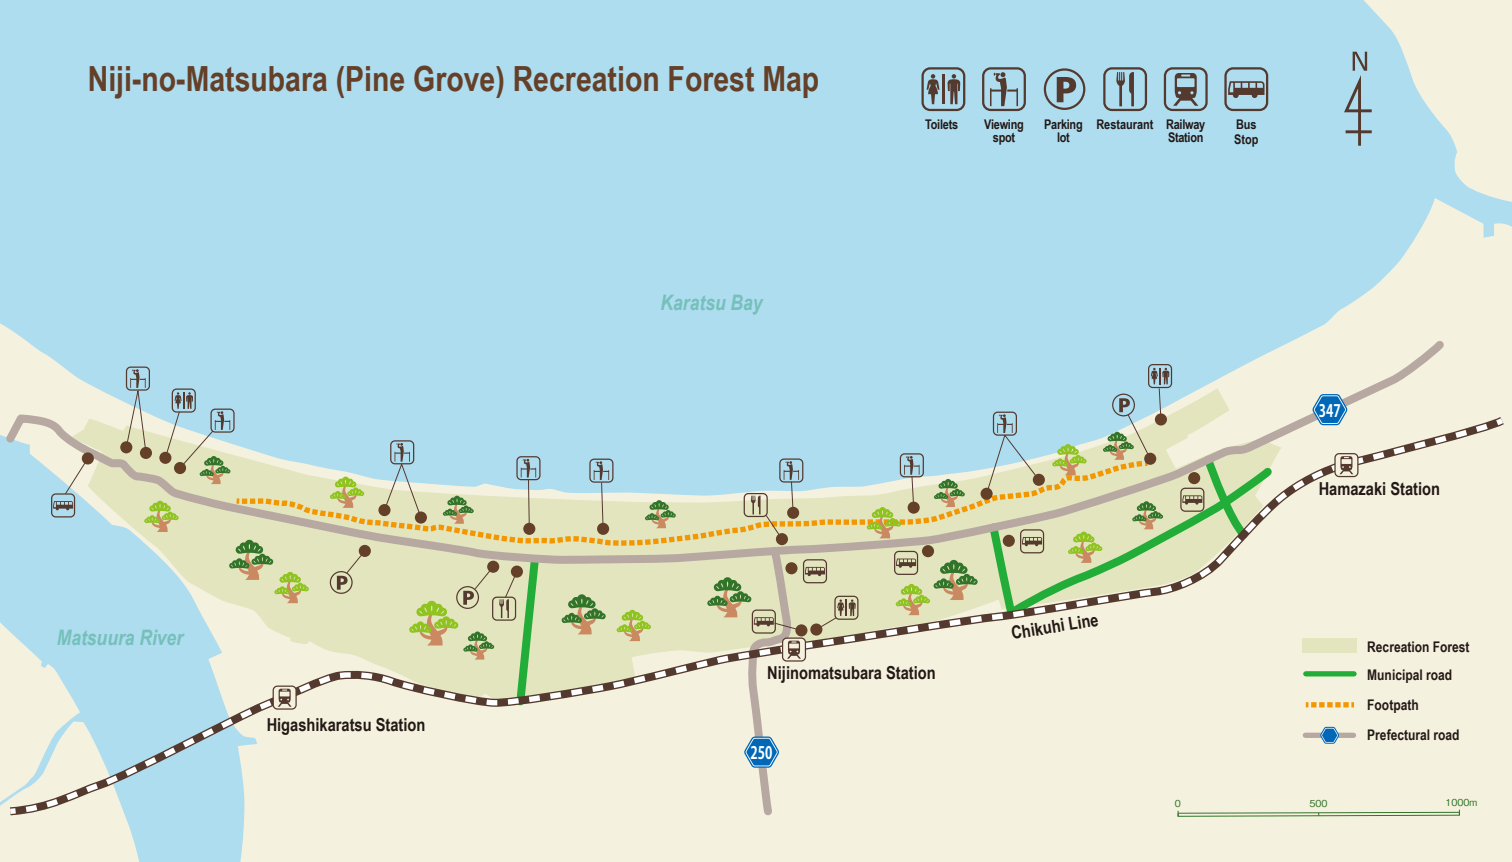 Niji-no-Matsubara (Pine Grove) Recreation Forest Map
N
P
Toilets
Viewing
spot
Parking
lot
Restaurant
Railway
Station
Bus
Stop
Karatsu Bay
P
347
Hamazaki Station
P
P
Matsuura River
Chikuhi Line
Nijinomatsubara Station
Higashikaratsu Station
250
Recreation Forest
Municipal road
Footpath
Prefectural road
0 500 1000m